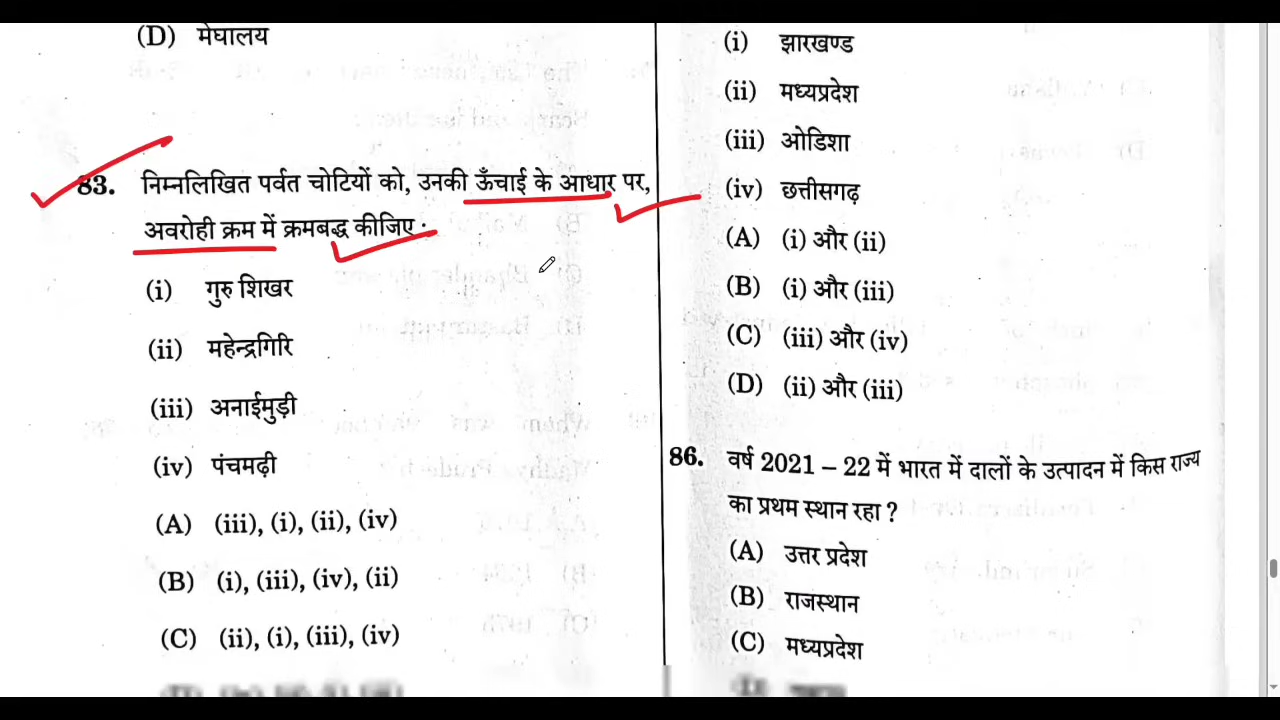 (D) मेघालय
83. निम्नलिखित पर्वत चोटियों को, उनकी ऊँचाई के आधार पर,
अवरोही क्रम में क्रमबद्ध कीजिए :
(i) गुरु शिखर
(ii) महेन्द्रगिरि
(iii) अनाईमुड़ी
(iv) पंचमढ़ी
(A) (iii), (i), (ii), (iv)
(B) (i), (iii), (iv), (ii)
(C) (ii), (i), (iii), (iv)
(i) झारखण्ड
(ii) मध्यप्रदेश
(iii) ओडिशा
(iv) छत्तीसगढ़
(A) (i) और (ii)
(B) (i) और (iii)
(C) (iii) और (iv)
(D) (ii) और (iii)
86. वर्ष 2021 – 22 में भारत में दालों के उत्पादन में किस राज्य
का प्रथम स्थान रहा ?
(A) उत्तर प्रदेश
(B) राजस्थान
(C) मध्यप्रदेश